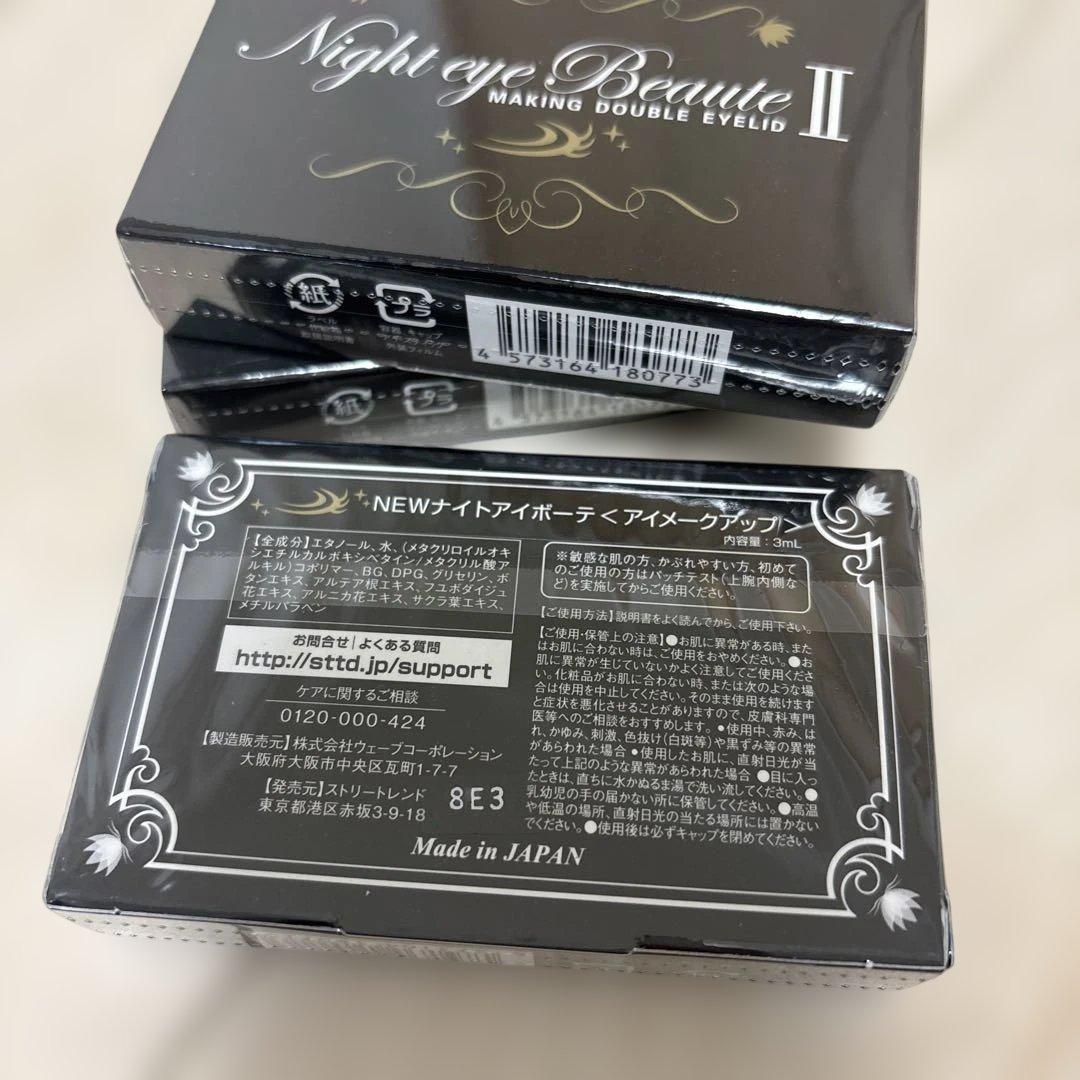 Night eye Beaute II
MAKING DOUBLE EYELID
紙
ラベル
取扱説明書
プラ
容器 キャップ
外装フィルム
4 573164 180773
紙
プラ
NEWナイトアイボーテ＜アイメークアップ＞
内容量：3mL
【全成分】エタノール、水、(メタクリロイルオキ
シエチルカルボキシベタイン/メタクリル酸ア
ルキル)コポリマー、BG、DPG、グリセリン、ボ
タンエキス、アルテア根エキス、フユボダイジュ
花エキス、アルニカ花エキス、サクラ葉エキス、
メチルパラベン
お問合せ｜よくある質問
http://sttd.jp/support
ケアに関するご相談
0120-000-424
【製造販売元】株式会社ウェーブコーポレーション
大阪府大阪市中央区瓦町1-7-7
【発売元】ストリートレンド
東京都港区赤坂3-9-18
8E3
※敏感な肌の方、かぶれやすい方、初めて
のご使用の方はパッチテスト(上腕内側な
ど)を実施してからご使用ください。
【ご使用方法】説明書をよく読んでから、ご使用下さい。
【ご使用・保管上の注意】●お肌に異常がある時、また
はお肌に合わない時は、ご使用をおやめください。●お
肌に異常が生じていないかよく注意してご使用くださ
い。化粧品がお肌に合わない時、または次のような場
合は使用を中止してください。そのまま使用を続けます
と症状を悪化させることがありますので、皮膚科専門
医等へのご相談をおすすめします。•使用中、赤み、は
れ、かゆみ、刺激、色抜け(白斑等)や黒ずみ等の異常
があらわれた場合•使用したお肌に、直射日光が当
たって上記のような異常があらわれた場合 ●目に入っ
たときは、直ちに水かぬるま湯で洗い流してください。●
乳幼児の手の届かない所に保管してください。●高温
や低温の場所、直射日光の当たる場所には置かない
でください。●使用後は必ずキャップを閉めてください。
Made in JAPAN